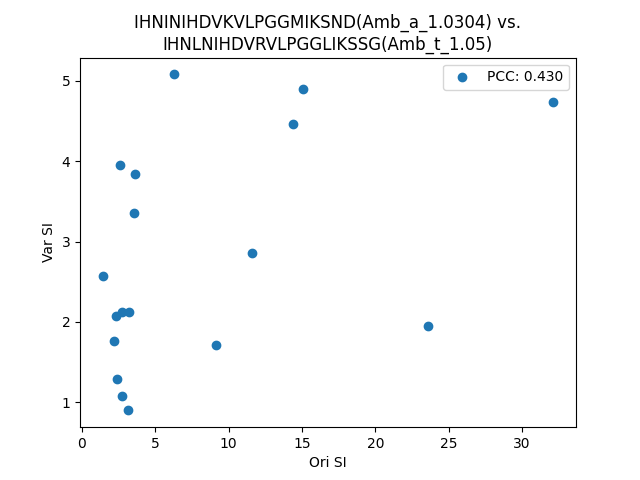 IHNINIHDVKVLPGGMIKSND(Amb_a_1.0304) vs.
IHNLNIHDVRVLPGGLIKSSG(Amb_t_1.05)
PCC: 0.430
5
4
3
2
1
Var SI
0 5 10 15 20 25 30
Ori SI